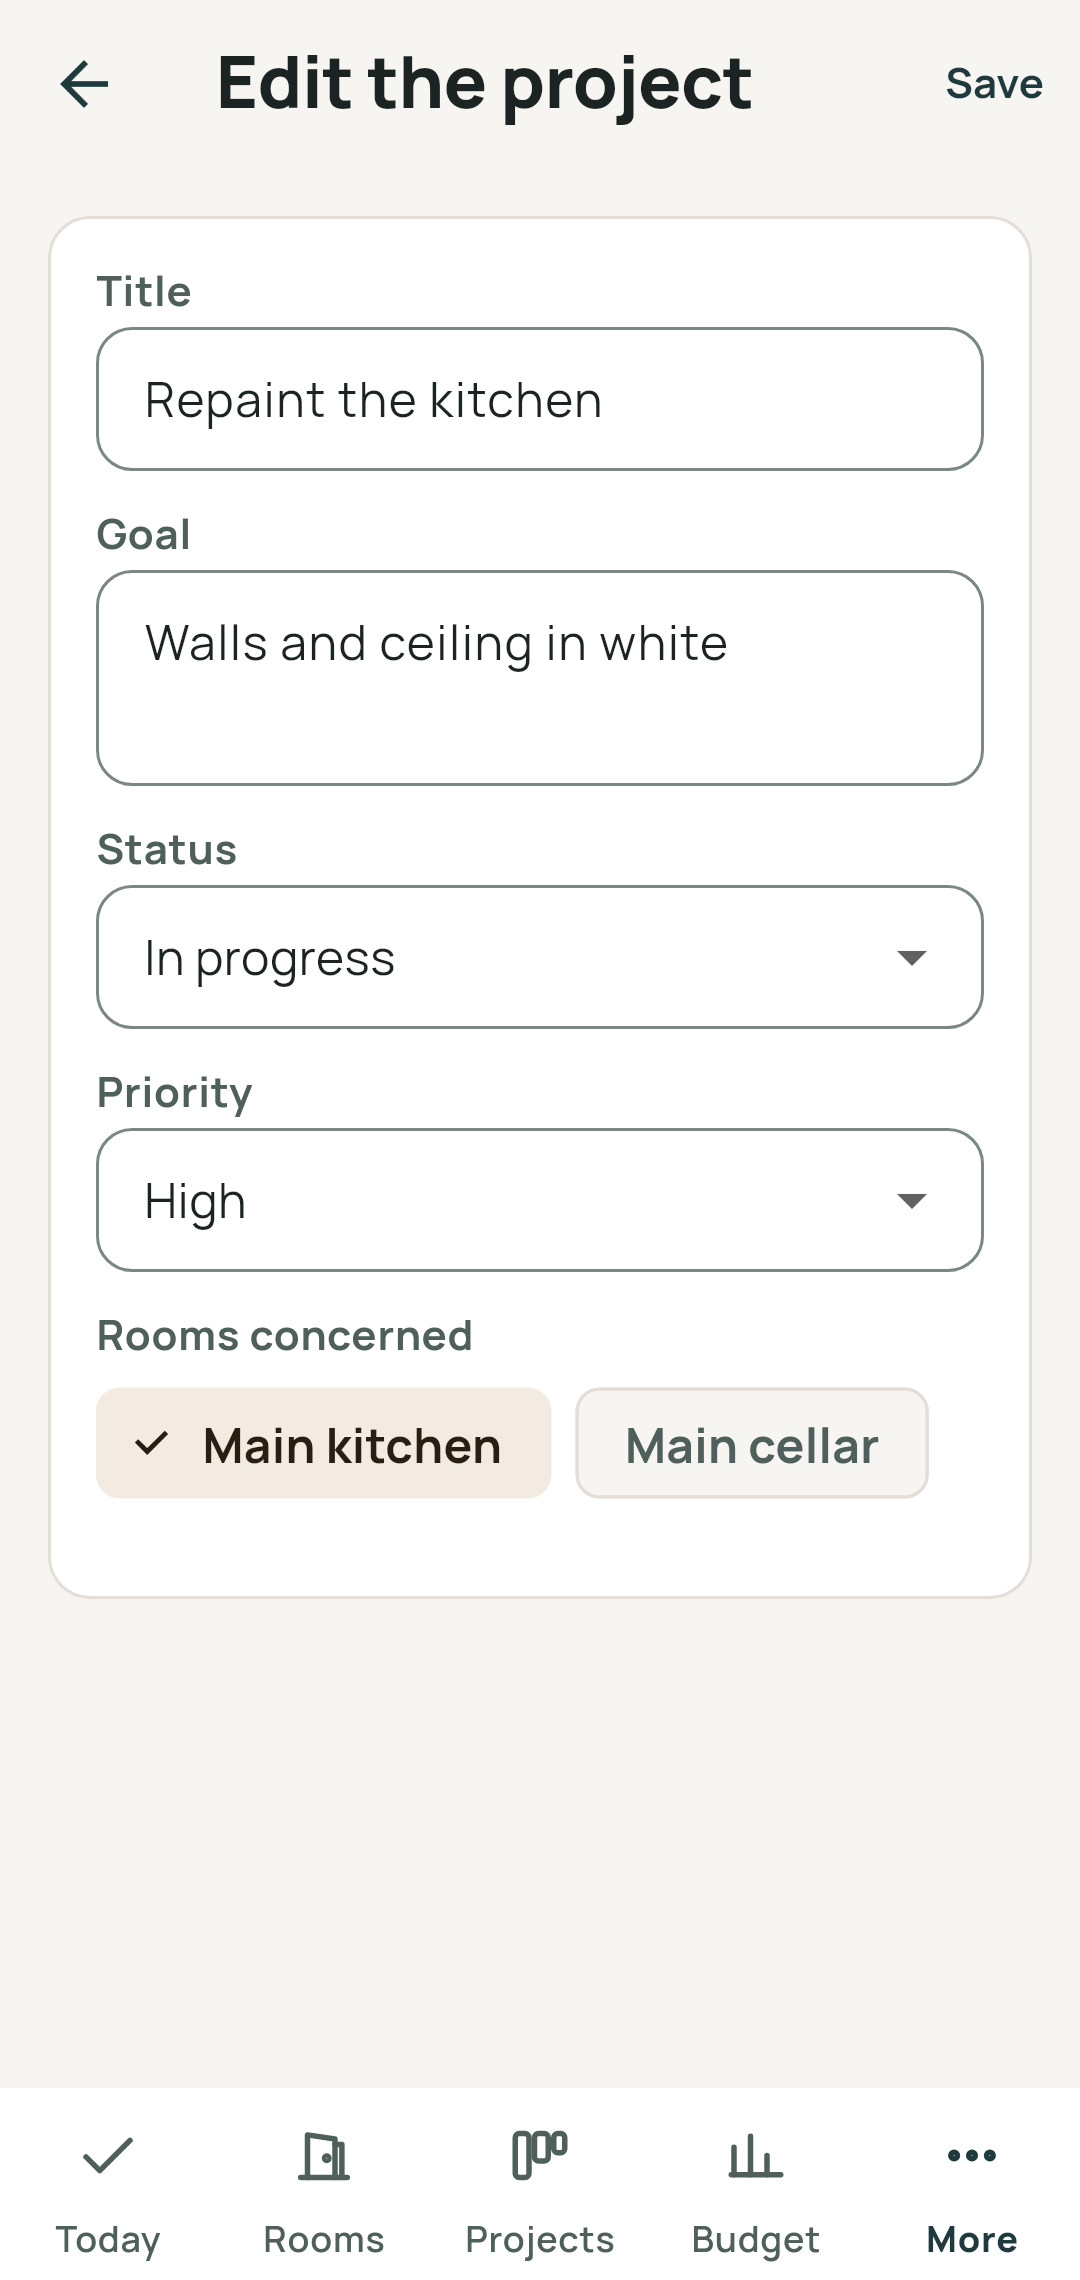 Edit the project
Save
Title
Repaint the kitchen
Goal
Walls and ceiling in white
Status
In progress
Priority
High
Rooms concerned
Main kitchen
Main cellar
Today
Rooms
Projects
Budget
More